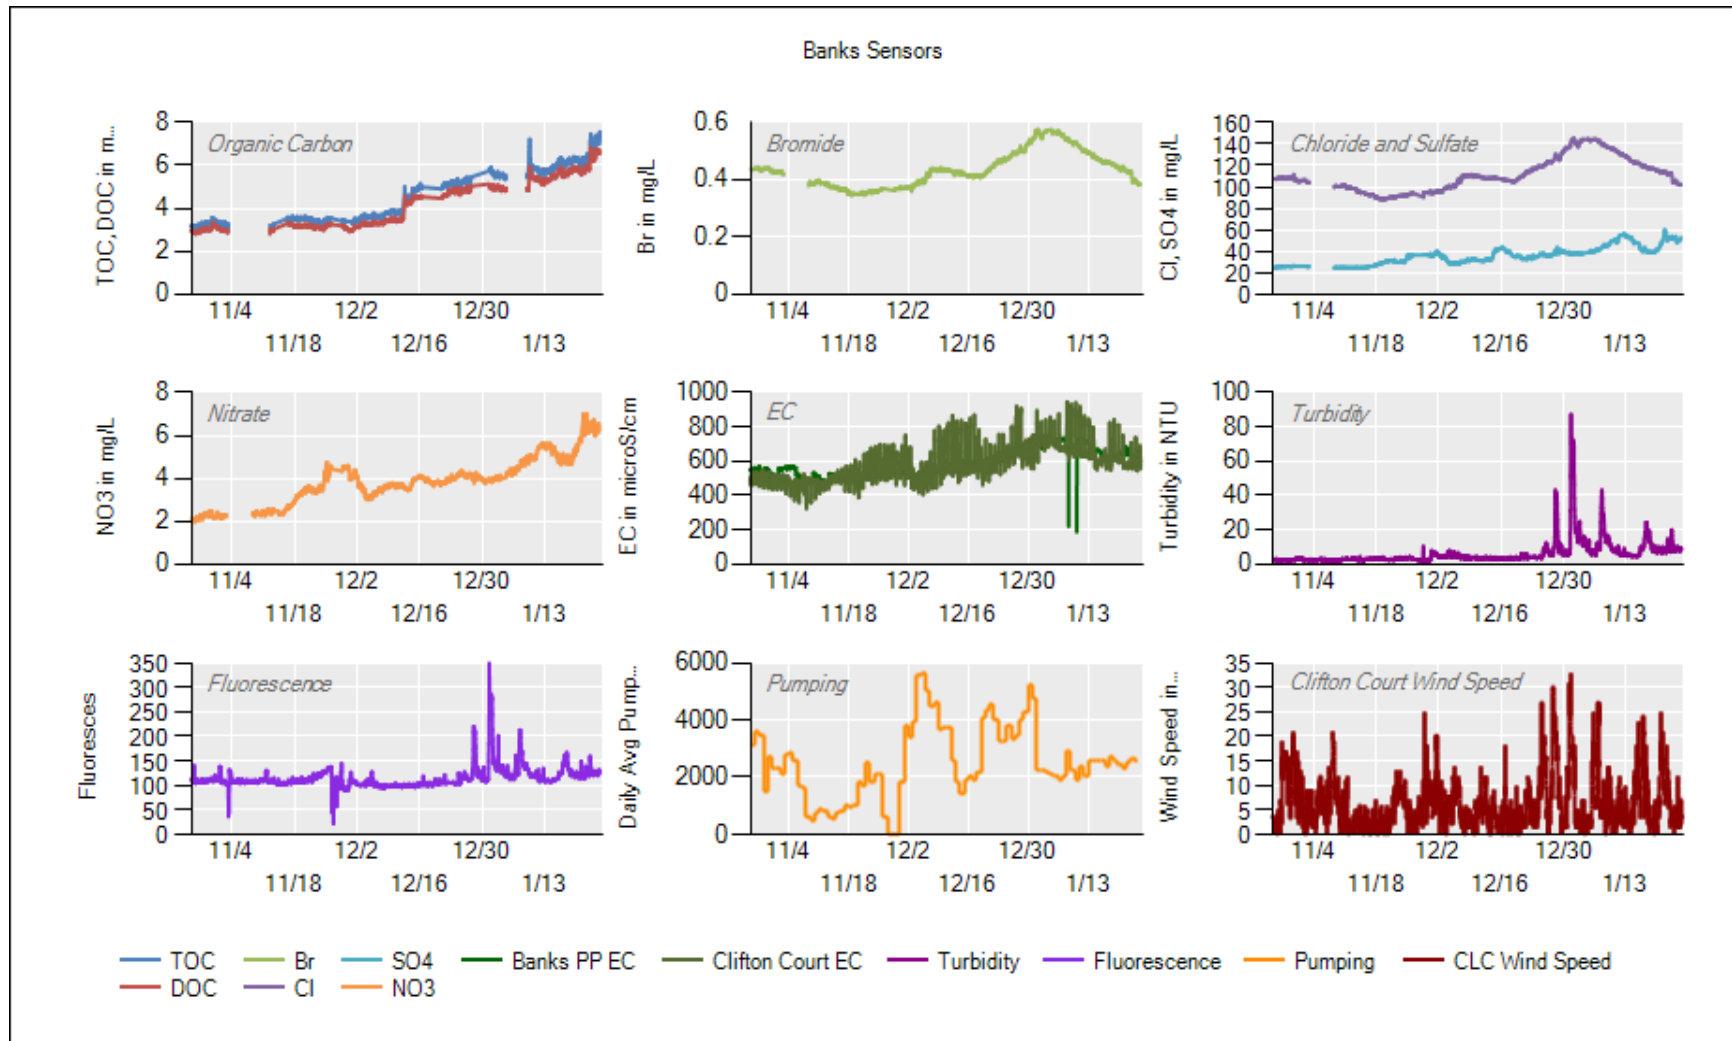 Banks Sensors
TOC, DOC in m...
8
6
4
2
0
Organic Carbon
11/4 12/2 12/30
11/18 12/16 1/13
Br in mg/L
0.6
0.4
0.2
0
Bromide
11/4 12/2 12/30
11/18 12/16 1/13
Cl, SO4 in mg/L
160
140
120
100
80
60
40
20
0
Chloride and Sulfate
11/4 12/2 12/30
11/18 12/16 1/13
NO3 in mg/L
8
6
4
2
0
Nitrate
11/4 12/2 12/30
11/18 12/16 1/13
EC in microS/cm
1000
800
600
400
200
0
EC
11/4 12/2 12/30
11/18 12/16 1/13
Turbidity in NTU
100
80
60
40
20
0
Turbidity
11/4 12/2 12/30
11/18 12/16 1/13
Fluoresces
350
300
250
200
150
100
50
0
Fluorescence
11/4 12/2 12/30
11/18 12/16 1/13
Daily Avg Pump...
6000
4000
2000
0
Pumping
11/4 12/2 12/30
11/18 12/16 1/13
Wind Speed in...
35
30
25
20
15
10
5
0
Clifton Court Wind Speed
11/4 12/2 12/30
11/18 12/16 1/13
TOC Br SO4 Banks PP EC Clifton Court EC Turbidity Fluorescence Pumping CLC Wind Speed
DOC Cl NO3